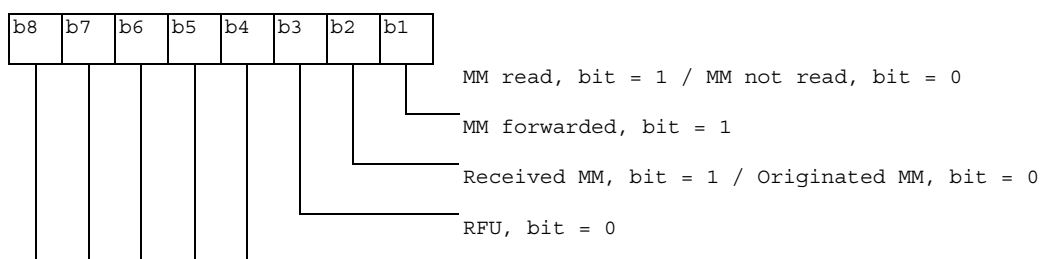 b8 b7 b6 b5 b4 b3 b2 b1
MM read, bit = 1 / MM not read, bit = 0
MM forwarded, bit = 1
Received MM, bit = 1 / Originated MM, bit = 0
RFU, bit = 0